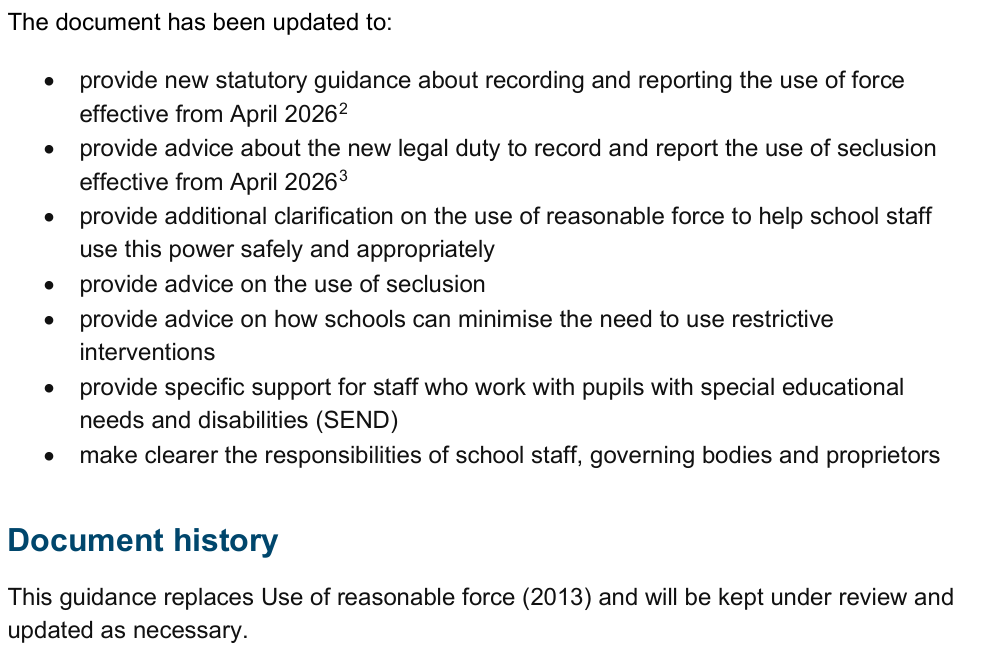 The document has been updated to:
• provide new statutory guidance about recording and reporting the use of force
effective from April 2026²
• provide advice about the new legal duty to record and report the use of seclusion
effective from April 2026³
• provide additional clarification on the use of reasonable force to help school staff
use this power safely and appropriately
• provide advice on the use of seclusion
• provide advice on how schools can minimise the need to use restrictive
interventions
• provide specific support for staff who work with pupils with special educational
needs and disabilities (SEND)
• make clearer the responsibilities of school staff, governing bodies and proprietors
Document history
This guidance replaces Use of reasonable force (2013) and will be kept under review and
updated as necessary.